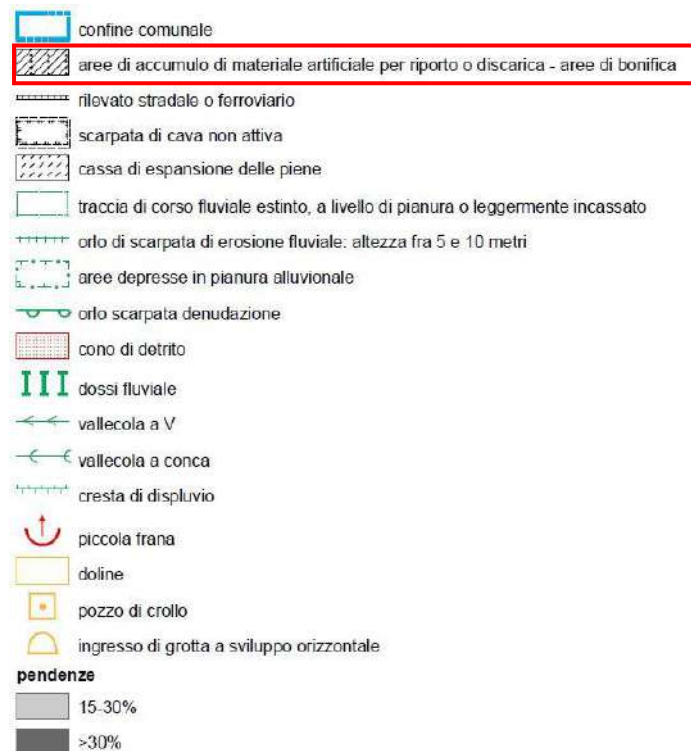 confine comunale
aree di accumulo di materiale artificiale per riporto o discarica - aree di bonifica
rilevato stradale o ferroviario
scarpata di cava non attiva
cassa di espansione delle piene
traccia di corso fluviale estinto, a livello di pianura o leggermente incassato
orlo di scarpata di erosione fluviale: altezza fra 5 e 10 metri
aree depresse in pianura alluvionale
orlo scarpata denudazione
cono di detrito
dossi fluviale
vallecola a V
vallecola a conca
cresta di displuvio
piccola frana
doline
pozzo di crollo
ingresso di grotta a sviluppo orizzontale
pendenze
15-30%
>30%